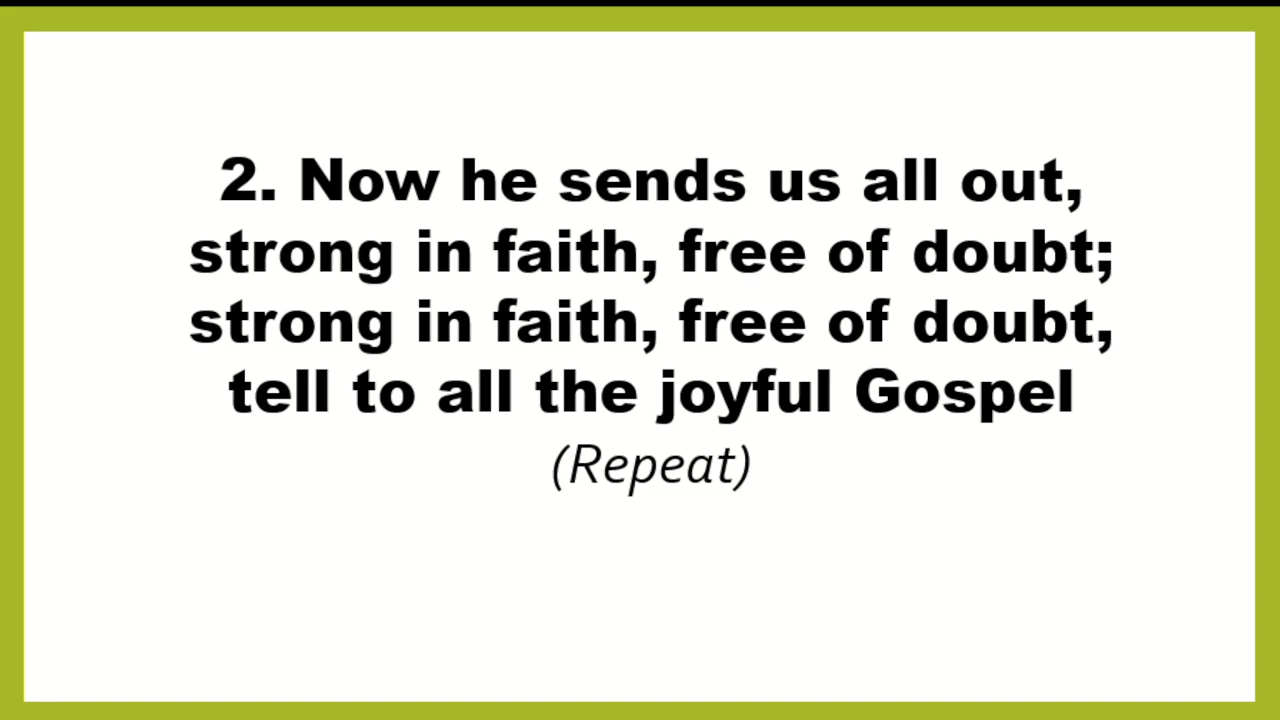 2. Now he sends us all out,
strong in faith, free of doubt;
strong in faith, free of doubt,
tell to all the joyful Gospel
(Repeat)